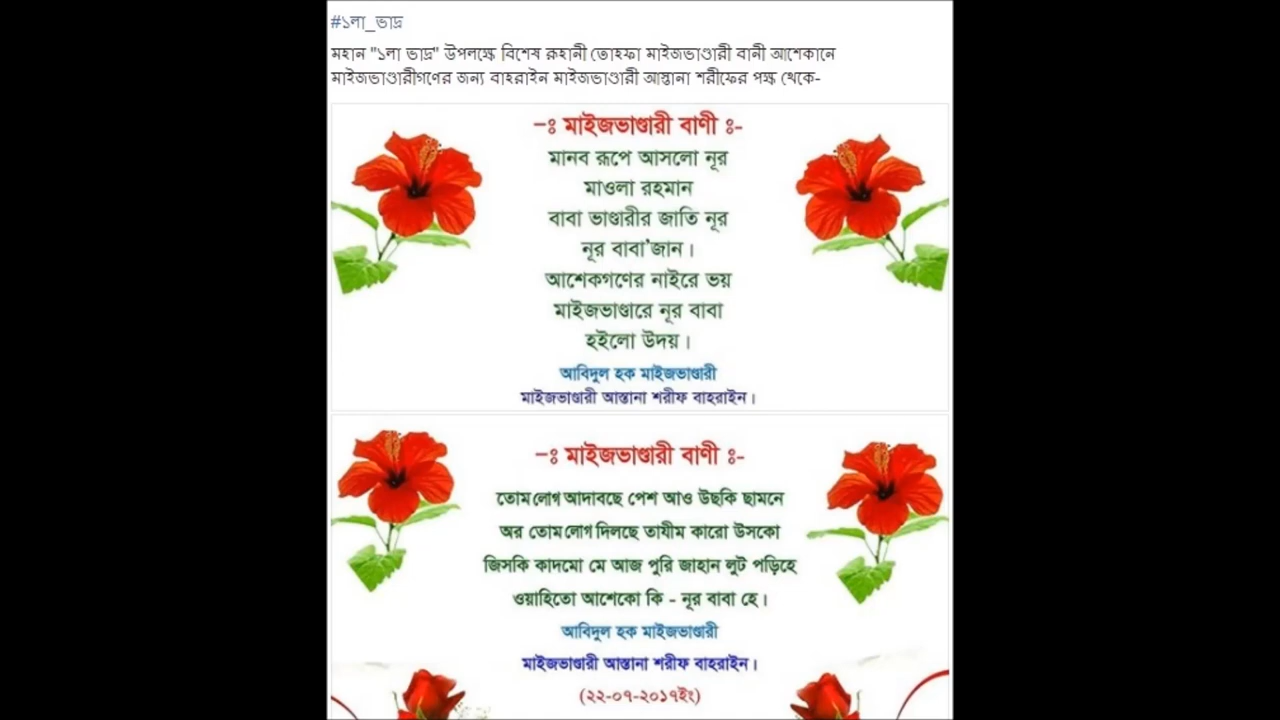 #১লা_ভাদ্র
মহান "১লা ভাদ্র" উপলক্ষে বিশেষ রূহানী তোহফা মাইজভাণ্ডারী বানী আশেকানে
মাইজভাণ্ডারীগণের জন্য বাহরাইন মাইজভাণ্ডারী আস্তানা শরীফের পক্ষ থেকে-
-ঃ মাইজভাণ্ডারী বাণী ঃ-
মানব রূপে আসলো নূর
মাওলা রহমান
বাবা ভাণ্ডারীর জাতি নূর
নূর বাবা’জান।
আশেকগণের নাইরে ভয়
মাইজভাণ্ডারে নূর বাবা
হইলো উদয়।
আবিদুল হক মাইজভাণ্ডারী
মাইজভাণ্ডারী আস্তানা শরীফ বাহরাইন।
-ঃ মাইজভাণ্ডারী বাণী ঃ-
তোম লোগ আদাবছে পেশ আও উছকি ছামনে
অর তোম লোগ দিলছে তাযীম কারো উসকো
জিসকি কাদমো মে আজ পুরি জাহান লুট পড়িহে
ওয়াহিতো আশেকো কি - নূর বাবা হে।
আবিদুল হক মাইজভাণ্ডারী
মাইজভাণ্ডারী আস্তানা শরীফ বাহরাইন।
(২২-০৭-২০১৭ইং)